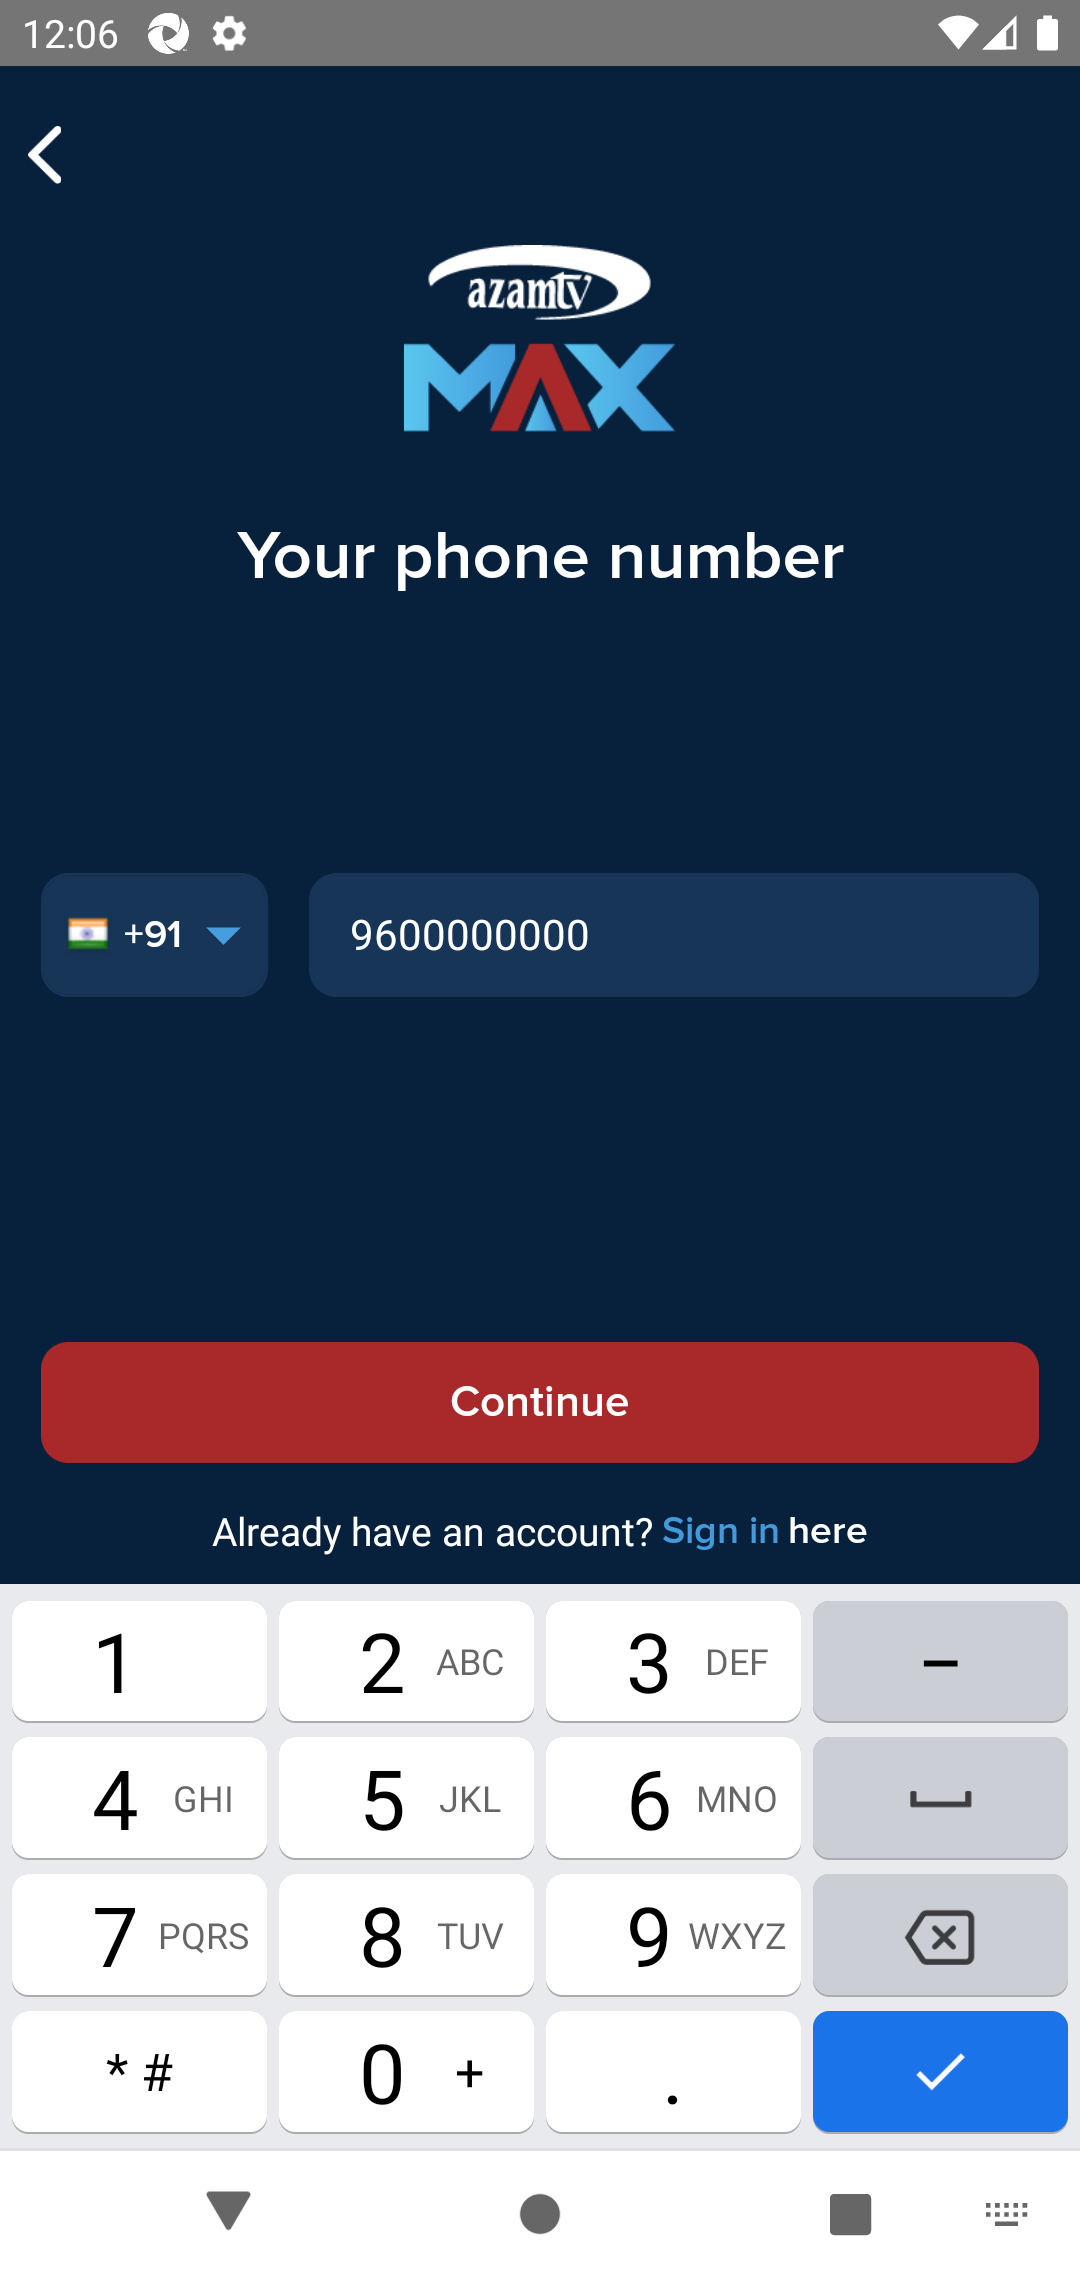 12:06
azamtv
MAX
Your phone number
+91
9600000000
Continue
Already have an account? Sign in here
1
2 ABC
3 DEF
–
4 GHI
5 JKL
6 MNO
7 PQRS
8 TUV
9 WXYZ
* #
0 +
.